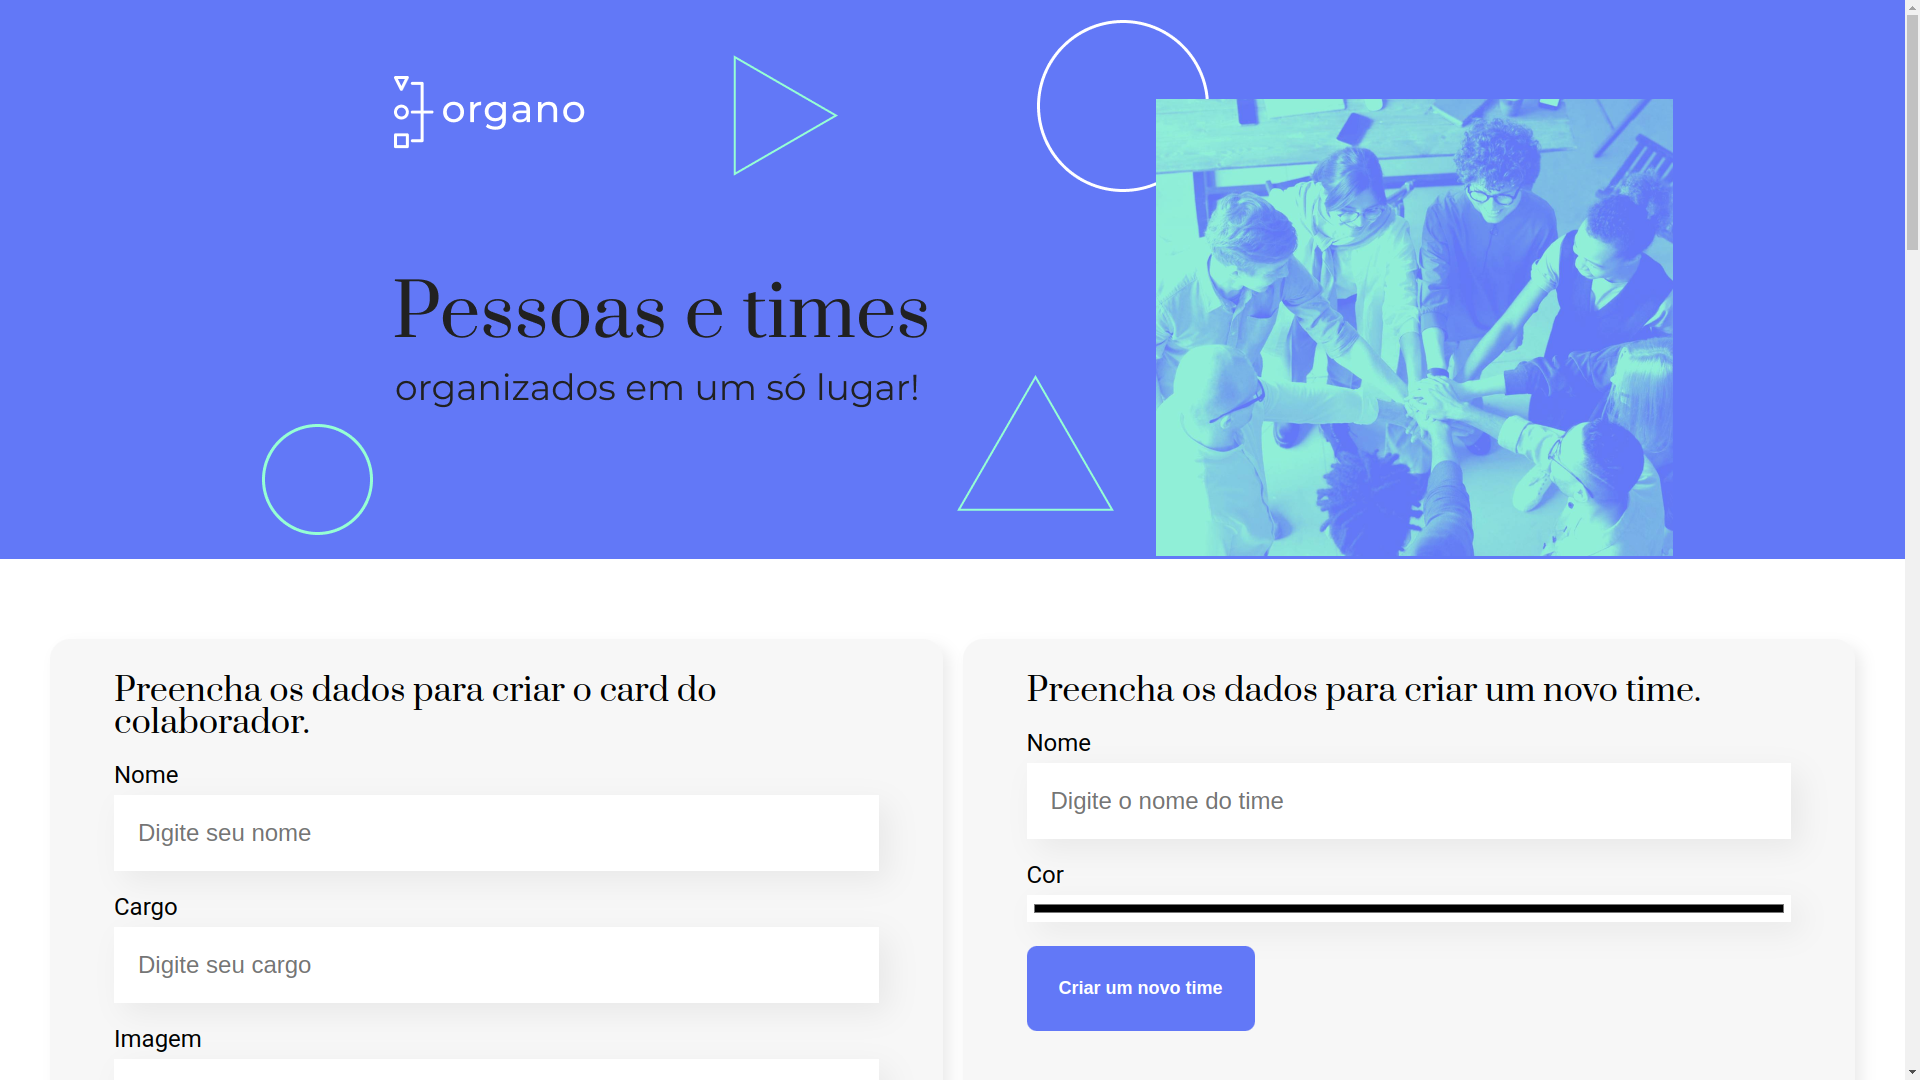 organo
Pessoas e times
organizados em um só lugar!
Preencha os dados para criar o card do
colaborador.
Nome
Digite seu nome
Cargo
Digite seu cargo
Imagem
Preencha os dados para criar um novo time.
Nome
Digite o nome do time
Cor
Criar um novo time